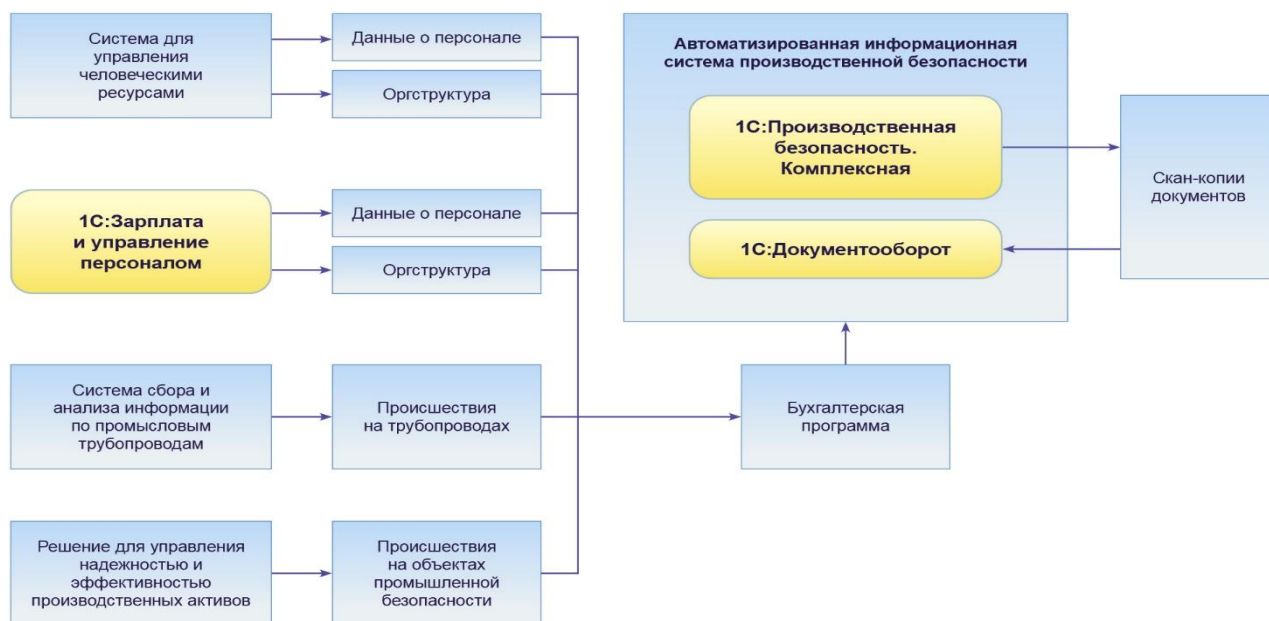 Система для
управления
человеческими
ресурсами
Данные о персонале
Оргструктура
1С:Зарплата
и управление
персоналом
Данные о персонале
Оргструктура
Система сбора и
анализа информации
по промысловым
трубопроводам
Происшествия
на трубопроводах
Решение для управления
надежностью и
эффективностью
производственных активов
Происшествия
на объектах
промышленной
безопасности
Бухгалтерская
программа
Автоматизированная информационная
система производственной безопасности
1С:Производственная
безопасность.
Комплексная
1С:Документооборот
Скан-копии
документов